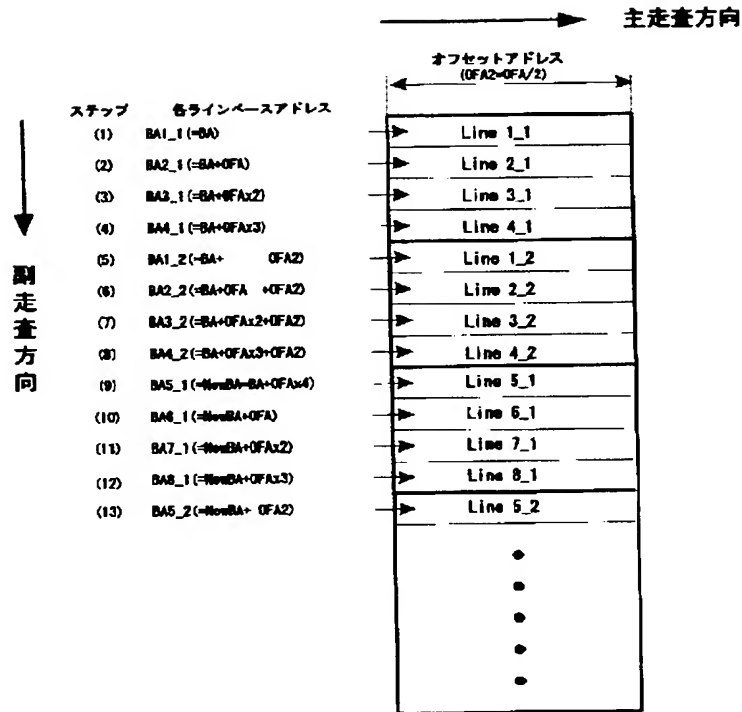 主走査方向
オフセットアドレス
(OFA2=OFA/2)
ステップ 各ラインベースアドレス
(1) BA1_1(=BA) Line 1_1
(2) BA2_1(=BA+OFA) Line 2_1
(3) BA3_1(=BA+OFAx2) Line 3_1
(4) BA4_1(=BA+OFAx3) Line 4_1
(5) BA1_2(=BA+ OFA2) Line 1_2
(6) BA2_2(=BA+OFA +OFA2) Line 2_2
(7) BA3_2(=BA+OFAx2+OFA2) Line 3_2
(8) BA4_2(=BA+OFAx3+OFA2) Line 4_2
(9) BA5_1(=NewBA=BA+OFAx4) Line 5_1
(10) BA6_1(=NewBA+OFA) Line 6_1
(11) BA7_1(=NewBA+OFAx2) Line 7_1
(12) BA8_1(=NewBA+OFAx3) Line 8_1
(13) BA5_2(=NewBA+ OFA2) Line 5_2
副走査方向